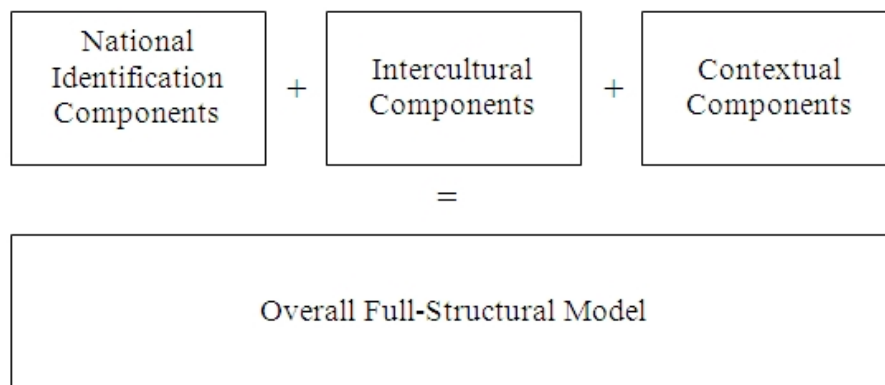 National
Identification
Components
+
Intercultural
Components
+
Contextual
Components
=
Overall Full-Structural Model